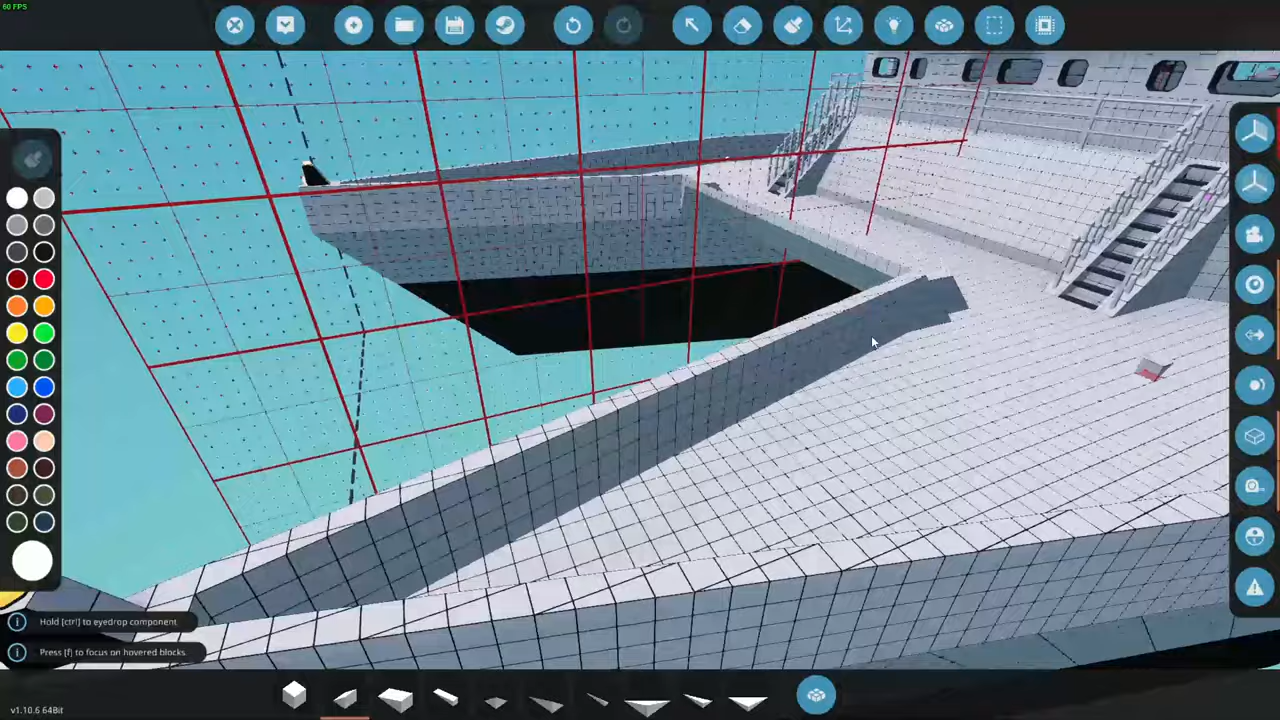 60 FPS
Hold [ctrl] to eyedrop component
Press [f] to focus on hovered blocks.
v1.10.6 64Bit